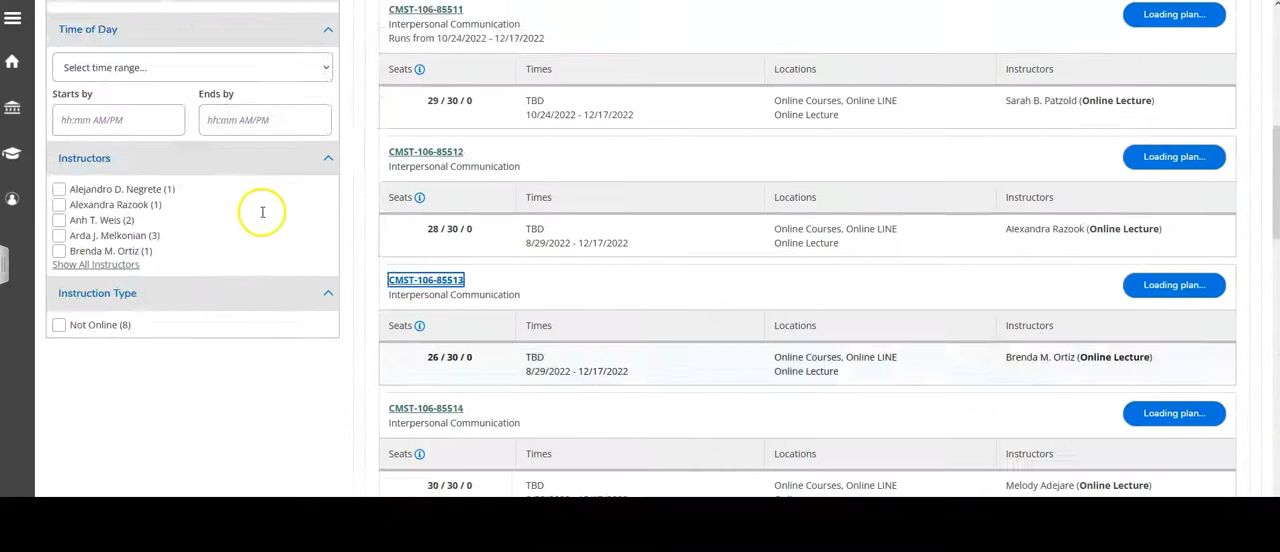 Time of Day
Select time range...
Starts by Ends by
hh:mm AM/PM hh:mm AM/PM
Instructors
Alejandro D. Negrete (1)
Alexandra Razook (1)
Anh T. Weis (2)
Arda J. Melkonian (3)
Brenda M. Ortiz (1)
Show All Instructors
Instruction Type
Not Online (8)
CMST-106-85511
Loading plan...
Interpersonal Communication
Runs from 10/24/2022 - 12/17/2022
Seats Times Locations Instructors
29 / 30 / 0 TBD Online Courses, Online LINE Sarah B. Patzold (Online Lecture)
10/24/2022 - 12/17/2022 Online Lecture
CMST-106-85512
Loading plan...
Interpersonal Communication
Seats Times Locations Instructors
28 / 30 / 0 TBD Online Courses, Online LINE Alexandra Razook (Online Lecture)
8/29/2022 - 12/17/2022 Online Lecture
CMST-106-85513
Loading plan...
Interpersonal Communication
Seats Times Locations Instructors
26 / 30 / 0 TBD Online Courses, Online LINE Brenda M. Ortiz (Online Lecture)
8/29/2022 - 12/17/2022 Online Lecture
CMST-106-85514
Loading plan...
Interpersonal Communication
Seats Times Locations Instructors
30 / 30 / 0 TBD Online Courses, Online LINE Melody Adejare (Online Lecture)